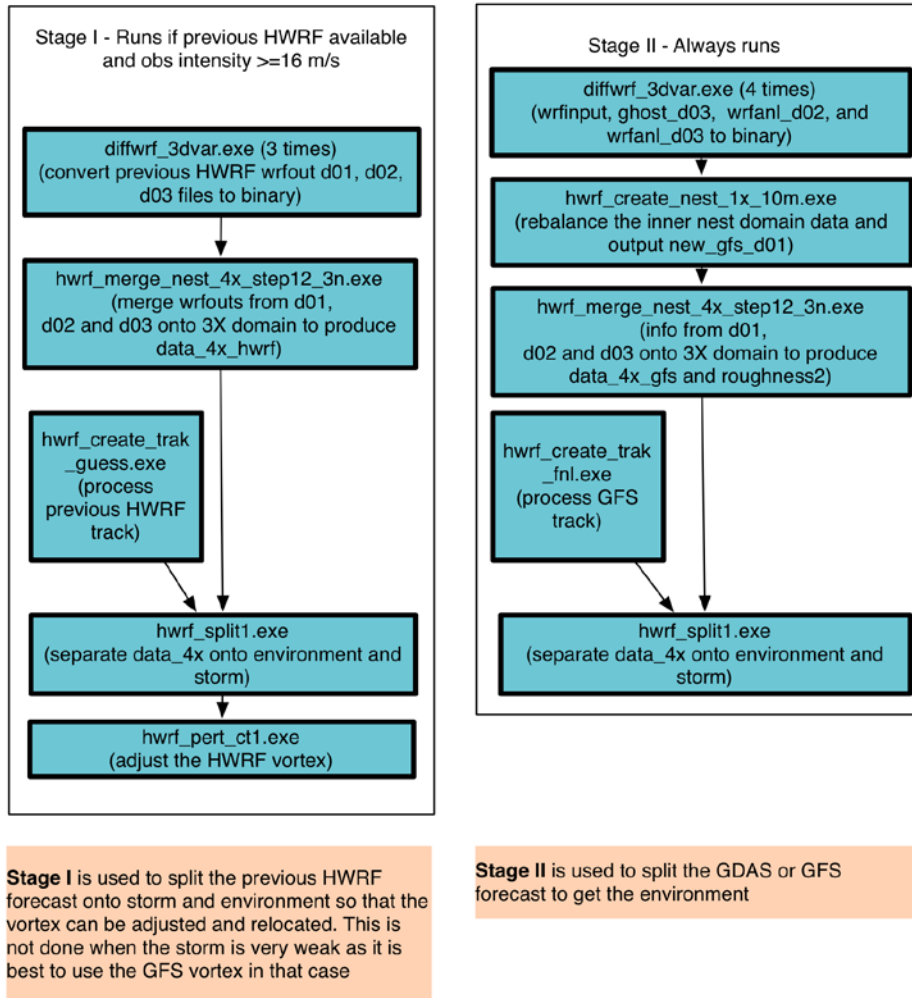 Stage I - Runs if previous HWRF available
and obs intensity >=16 m/s
diffwrf_3dvar.exe (3 times)
(convert previous HWRF wrfout d01, d02,
d03 files to binary)
hwrf_merge_nest_4x_step12_3n.exe
(merge wrfouts from d01,
d02 and d03 onto 3X domain to produce
data_4x_hwrf)
hwrf_create_trak
_guess.exe
(process
previous HWRF
track)
hwrf_split1.exe
(separate data_4x onto environment and
storm)
hwrf_pert_ct1.exe
(adjust the HWRF vortex)
Stage I is used to split the previous HWRF
forecast onto storm and environment so that the
vortex can be adjusted and relocated. This is
not done when the storm is very weak as it is
best to use the GFS vortex in that case
Stage II - Always runs
diffwrf_3dvar.exe (4 times)
(wrfinput, ghost_d03, wrfanl_d02, and
wrfanl_d03 to binary)
hwrf_create_nest_1x_10m.exe
(rebalance the inner nest domain data and
output new_gfs_d01)
hwrf_merge_nest_4x_step12_3n.exe
(info from d01,
d02 and d03 onto 3X domain to produce
data_4x_gfs and roughness2)
hwrf_create_trak
_fnl.exe
(process GFS
track)
hwrf_split1.exe
(separate data_4x onto environment and
storm)
Stage II is used to split the GDAS or GFS
forecast to get the environment